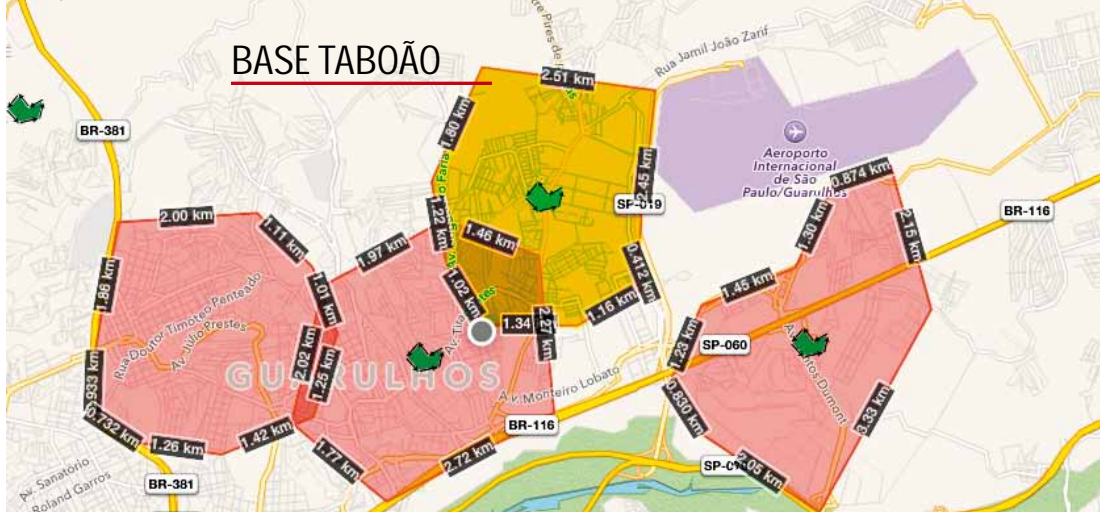 BASE TABOÃO
2.51 km
Rua Jamil João Zarif
BR-381
1.80 km
Aeroporto
Internacional
de São
Paulo/Guarulhos
0.874 km
2.45 km
SP-019
BR-116
2.00 km
1.11 km
1.97 km
1.22 km
1.46 km
1.30 km
2.15 km
0.412 km
1.86 km
1.01 km
1.02 km
1.45 km
1.16 km
1.34
2.27 km
Rua Doutor Timoteo Penteado
Av. Júlio Prestes
2.02 km
1.25 km
GUARULHOS
1.23 km
SP-060
Av. Monteiro Lobato
0.830 km
3.33 km
0.732 km
1.26 km
1.42 km
BR-116
1.77 km
2.72 km
2.05 km
BR-381
Av. Sanatório
Roland Garros